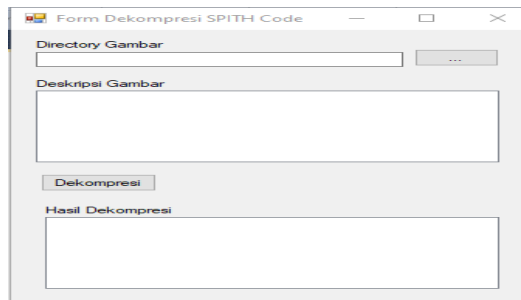 Form Dekompresi SPITH Code
Directory Gambar
...
Deskripsi Gambar
Dekompresi
Hasil Dekompresi